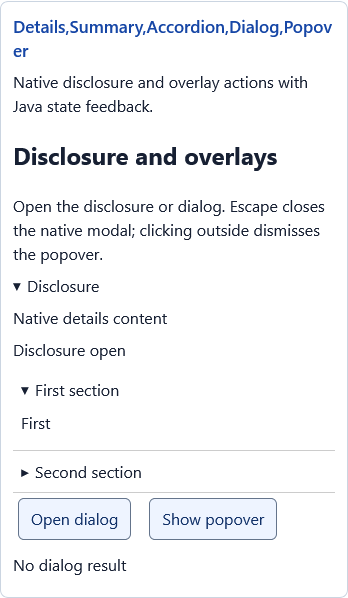 Details,Summary,Accordion,Dialog,Popov
er
Native disclosure and overlay actions with
Java state feedback.
Disclosure and overlays
Open the disclosure or dialog. Escape closes
the native modal; clicking outside dismisses
the popover.
▼ Disclosure
Native details content
Disclosure open
▼ First section
First
► Second section
Open dialog
Show popover
No dialog result